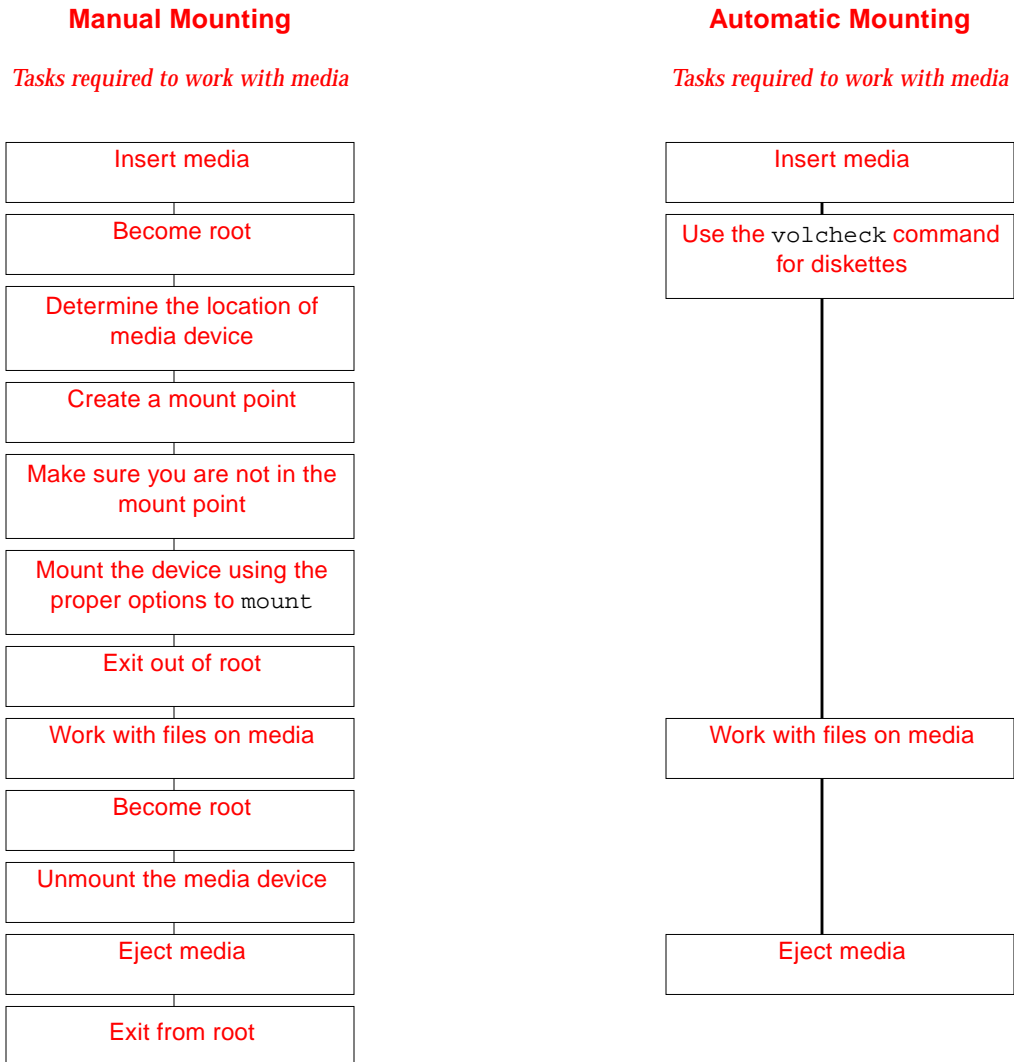 Manual Mounting
Tasks required to work with media
Insert media
Become root
Determine the location of
media device
Create a mount point
Make sure you are not in the
mount point
Mount the device using the
proper options to mount
Exit out of root
Work with files on media
Become root
Unmount the media device
Eject media
Exit from root
Automatic Mounting
Tasks required to work with media
Insert media
Use the volcheck command
for diskettes
Work with files on media
Eject media